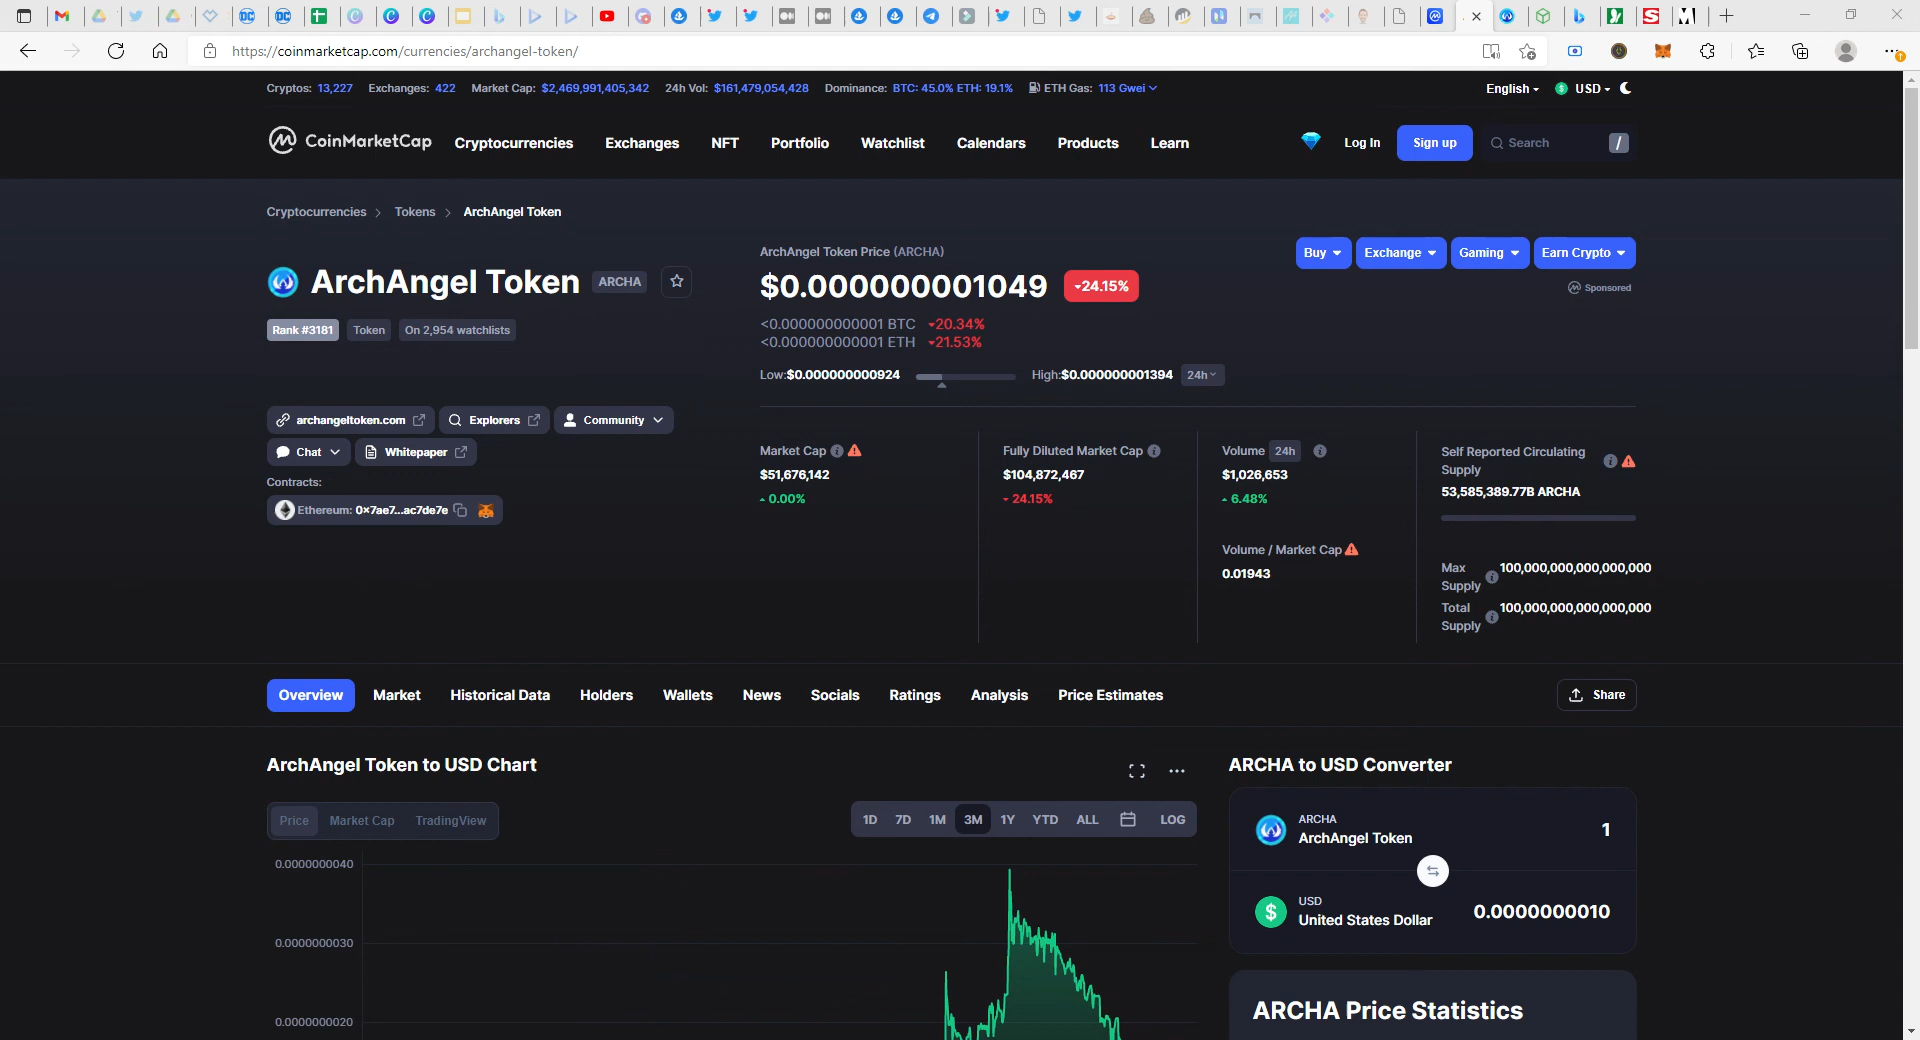 https://coinmarketcap.com/currencies/archangel-token/
Cryptos: 13,227 Exchanges: 422 Market Cap: $2,469,991,405,342 24h Vol: $161,479,054,428 Dominance: BTC: 45.0% ETH: 19.1% ETH Gas: 113 Gwei
English USD
CoinMarketCap Cryptocurrencies Exchanges NFT Portfolio Watchlist Calendars Products Learn Log In Sign up Search /
Cryptocurrencies > Tokens > ArchAngel Token
ArchAngel Token ARCHA
Rank #3181 Token On 2,954 watchlists
archangeltoken.com Explorers Community
Chat Whitepaper
Contracts:
Ethereum: 0x7ae7...ac7de7e
ArchAngel Token Price (ARCHA)
$0.000000001049 24.15%
<0.000000000001 BTC 20.34%
<0.000000000001 ETH 21.53%
Low:$0.000000000924 High:$0.000000001394 24h
Buy Exchange Gaming Earn Crypto
Sponsored
Market Cap
$51,676,142
0.00%
Fully Diluted Market Cap
$104,872,467
24.15%
Volume 24h
$1,026,653
6.48%
Volume / Market Cap
0.01943
Self Reported Circulating
Supply
53,585,389.77B ARCHA
Max
Supply
100,000,000,000,000,000
Total
Supply
100,000,000,000,000,000
Overview Market Historical Data Holders Wallets News Socials Ratings Analysis Price Estimates Share
ArchAngel Token to USD Chart
Price Market Cap TradingView
1D 7D 1M 3M 1Y YTD ALL LOG
0.0000000040
0.0000000030
0.0000000020
ARCHA to USD Converter
ARCHA
ArchAngel Token
1
USD
United States Dollar
0.0000000010
ARCHA Price Statistics